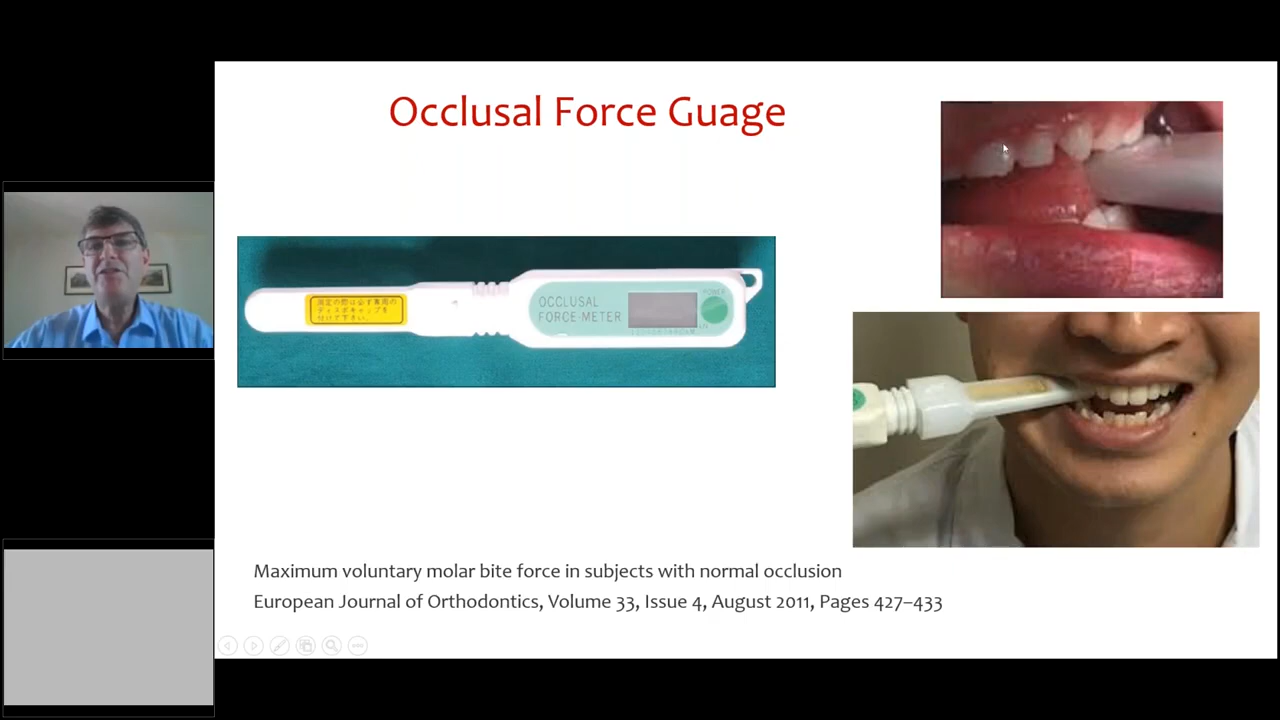 Occlusal Force Guage
測定の際は必ず専用の
ディスポキャップを
付けて下さい。
OCCLUSAL
FORCE-METER
POWER
Maximum voluntary molar bite force in subjects with normal occlusion
European Journal of Orthodontics, Volume 33, Issue 4, August 2011, Pages 427–433